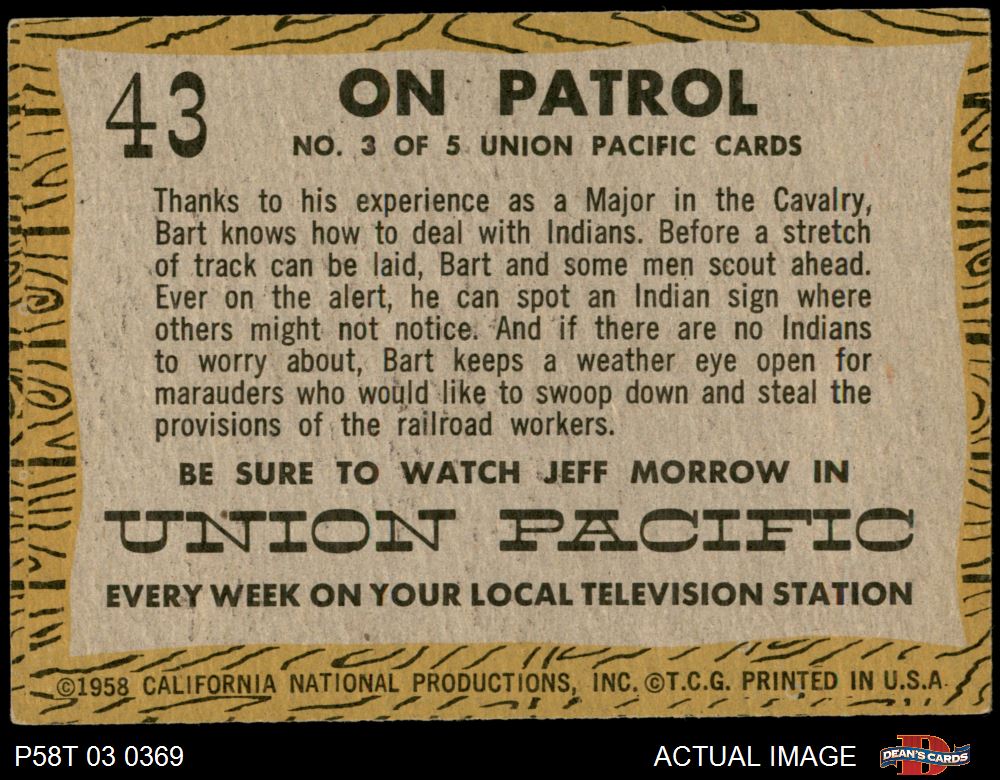 43
ON PATROL
NO. 3 OF 5 UNION PACIFIC CARDS
Thanks to his experience as a Major in the Cavalry,
Bart knows how to deal with Indians. Before a stretch
of track can be laid, Bart and some men scout ahead.
Ever on the alert, he can spot an Indian sign where
others might not notice. And if there are no Indians
to worry about, Bart keeps a weather eye open for
marauders who would like to swoop down and steal the
provisions of the railroad workers.
BE SURE TO WATCH JEFF MORROW IN
UNION PACIFIC
EVERY WEEK ON YOUR LOCAL TELEVISION STATION
©1958 CALIFORNIA NATIONAL PRODUCTIONS, INC. ©T.C.G. PRINTED IN U.S.A.
P58T 03 0369
ACTUAL IMAGE
DEAN'S CARDS